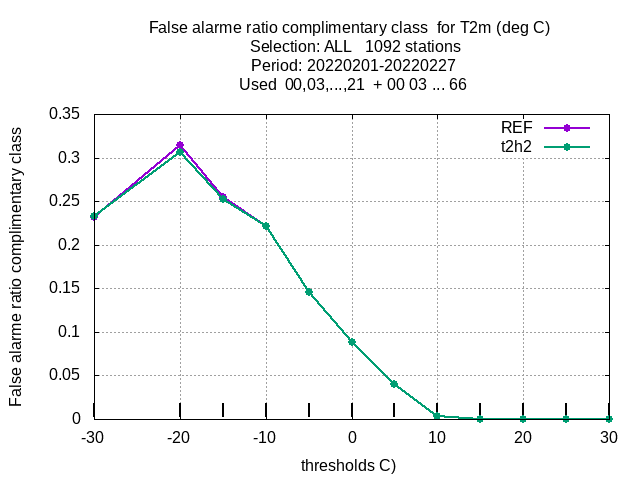 False alarme ratio complimentary class  for T2m (deg C)
Selection: ALL   1092 stations
Period: 20220201-20220227
Used  00,03,...,21  + 00 03 ... 66
False alarme ratio complimentary class
0.35
0.3
0.25
0.2
0.15
0.1
0.05
0
REF
t2h2
-30 -20 -10 0 10 20 30
thresholds C)